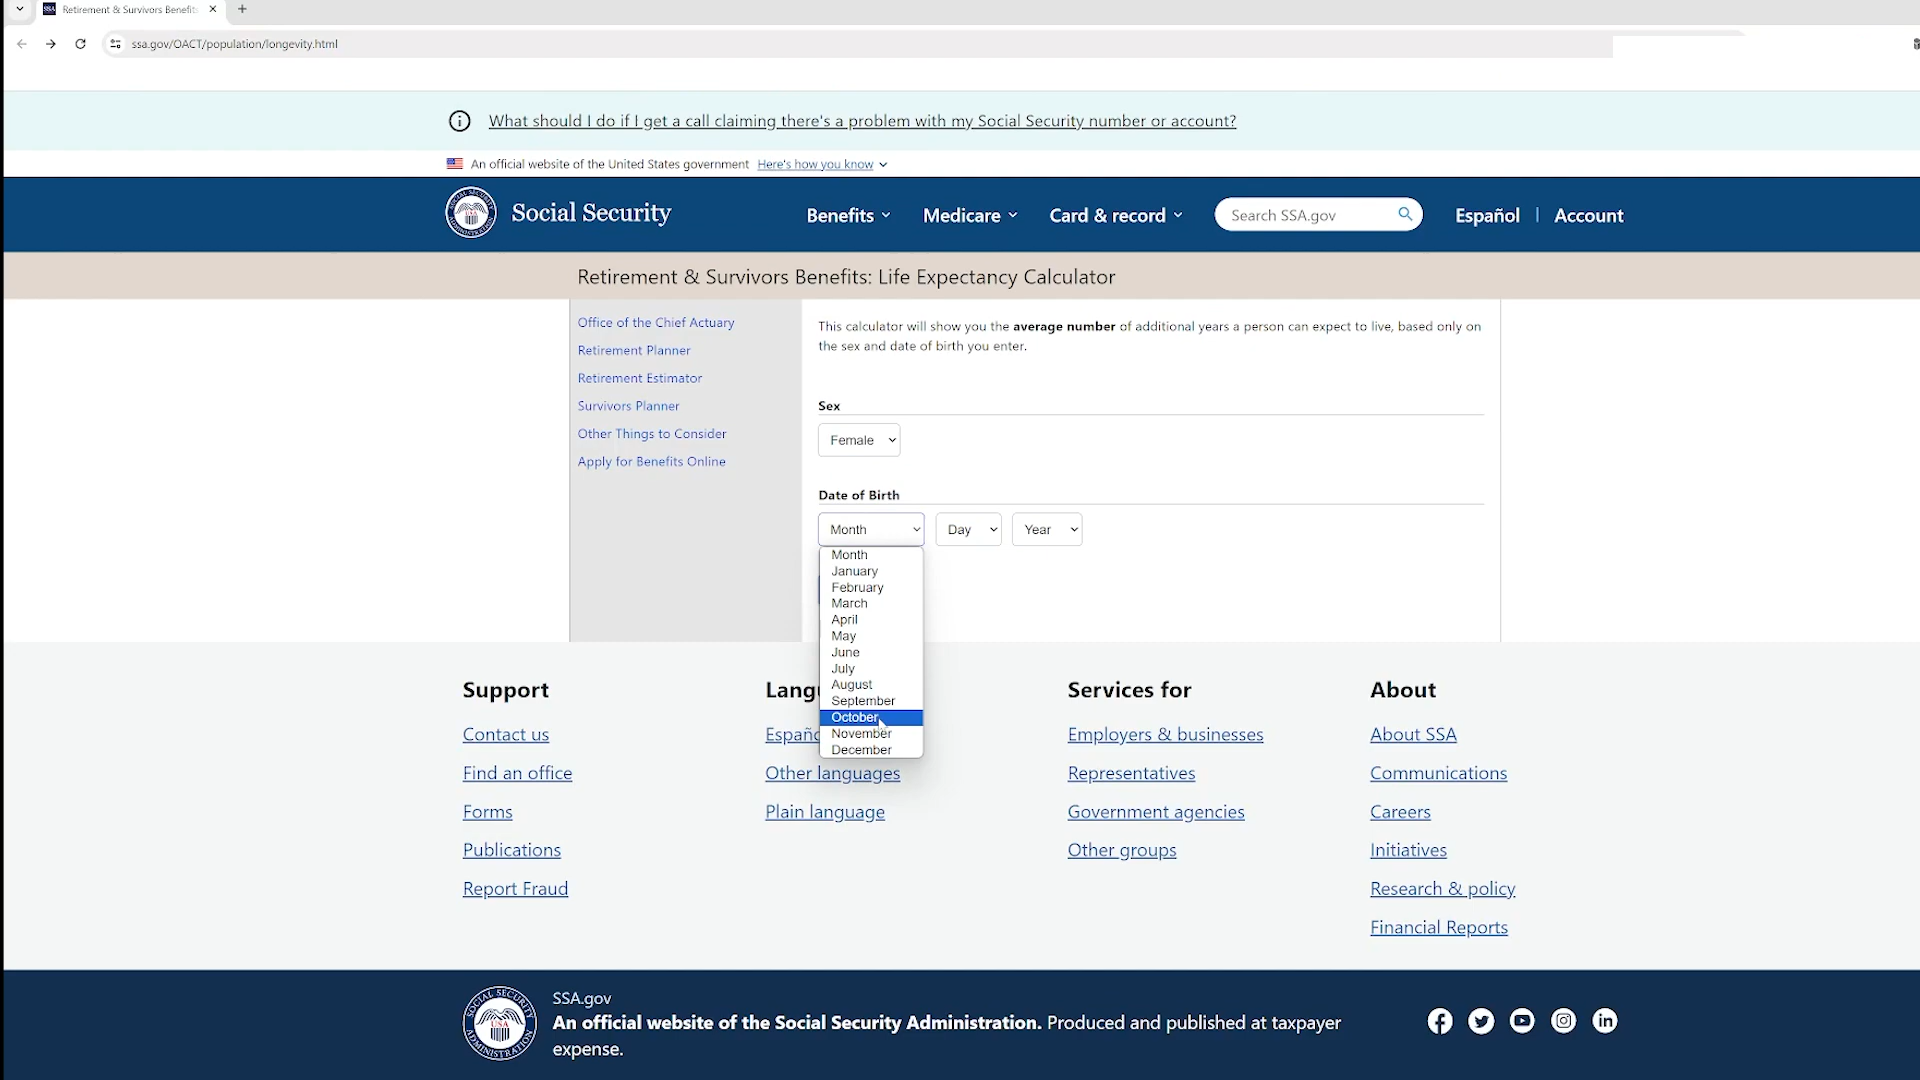 Retirement & Survivors Benefits
ssa.gov/OACT/population/longevity.html
What should I do if I get a call claiming there's a problem with my Social Security number or account?
An official website of the United States government Here's how you know
Social Security
Benefits
Medicare
Card & record
Search SSA.gov
Español
Account
Retirement & Survivors Benefits: Life Expectancy Calculator
Office of the Chief Actuary
Retirement Planner
Retirement Estimator
Survivors Planner
Other Things to Consider
Apply for Benefits Online
This calculator will show you the average number of additional years a person can expect to live, based only on
the sex and date of birth you enter.
Sex
Female
Date of Birth
Month
Day
Year
Month
January
February
March
April
May
June
July
August
September
October
November
December
Support
Contact us
Find an office
Forms
Publications
Report Fraud
Langu
Españo
Other languages
Plain language
Services for
Employers & businesses
Representatives
Government agencies
Other groups
About
About SSA
Communications
Careers
Initiatives
Research & policy
Financial Reports
SOCIAL SECURITY ADMINISTRATION
USA
SSA.gov
An official website of the Social Security Administration. Produced and published at taxpayer
expense.